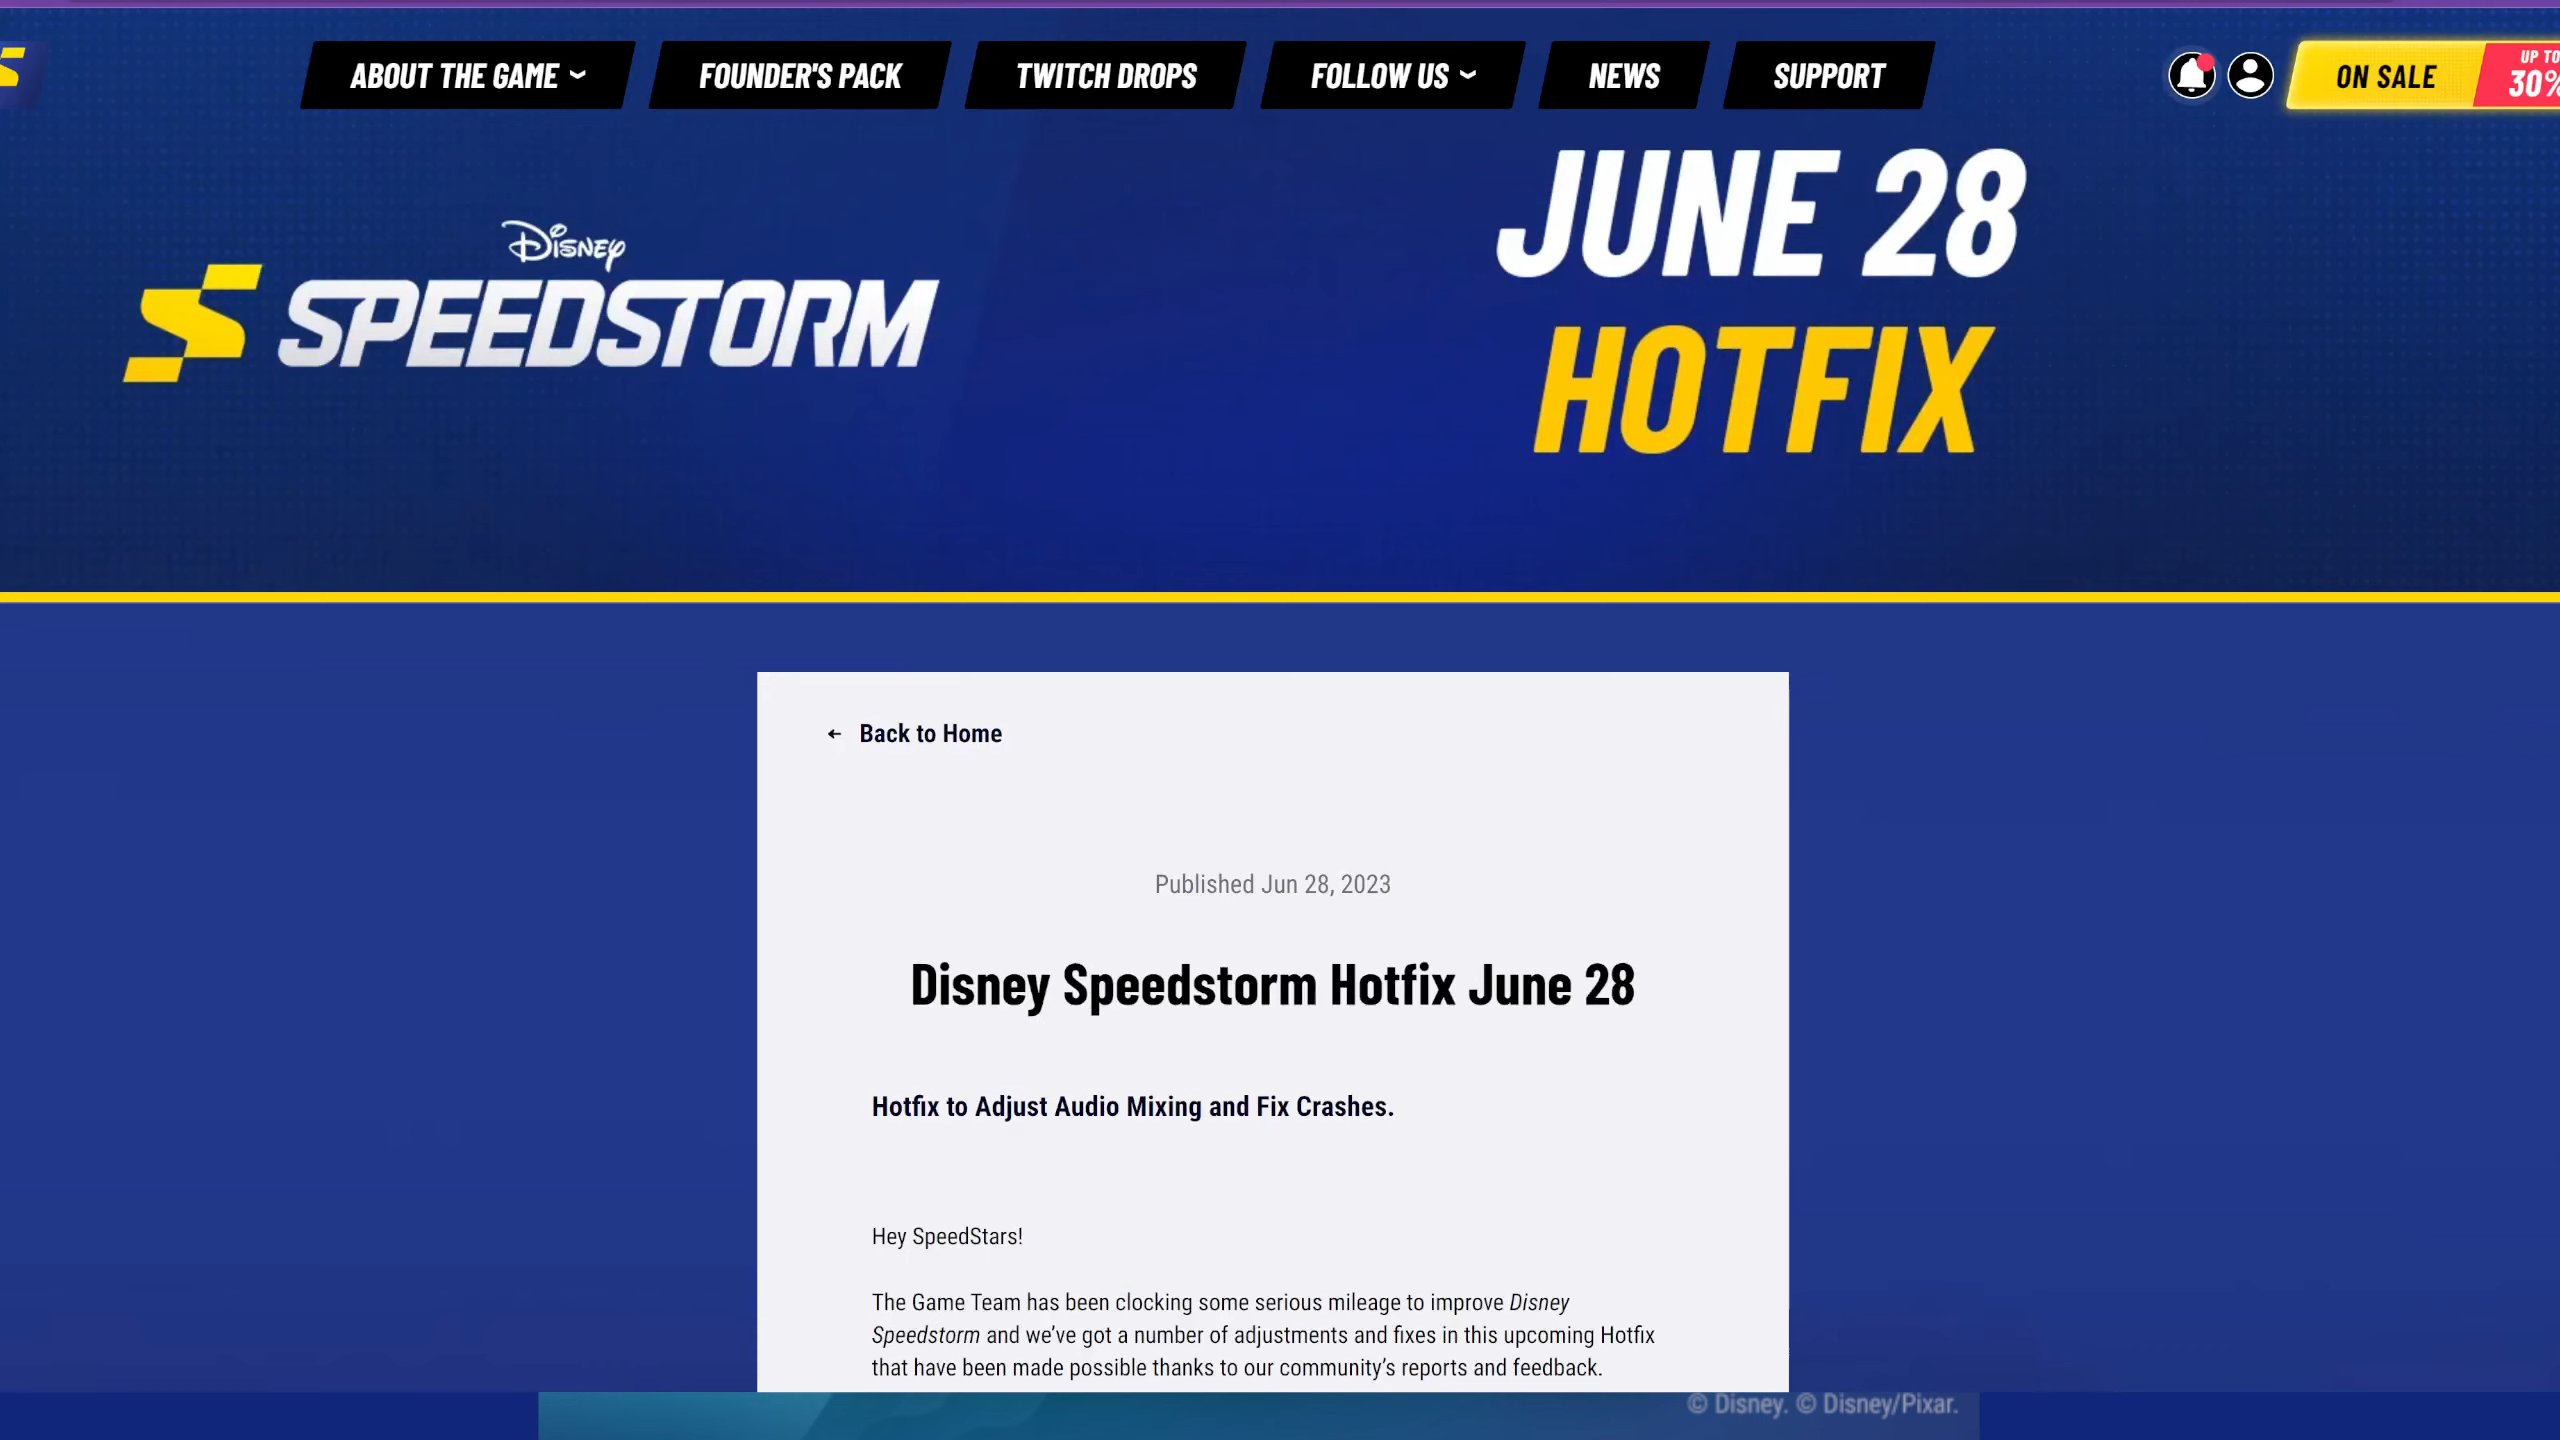 ABOUT THE GAME
FOUNDER'S PACK
TWITCH DROPS
FOLLOW US
NEWS
SUPPORT
ON SALE
UP TO
30%
Disney
SPEEDSTORM
JUNE 28
HOTFIX
Back to Home
Published Jun 28, 2023
Disney Speedstorm Hotfix June 28
Hotfix to Adjust Audio Mixing and Fix Crashes.
Hey SpeedStars!
The Game Team has been clocking some serious mileage to improve Disney
Speedstorm and we’ve got a number of adjustments and fixes in this upcoming Hotfix
that have been made possible thanks to our community’s reports and feedback.
© Disney. © Disney/Pixar.